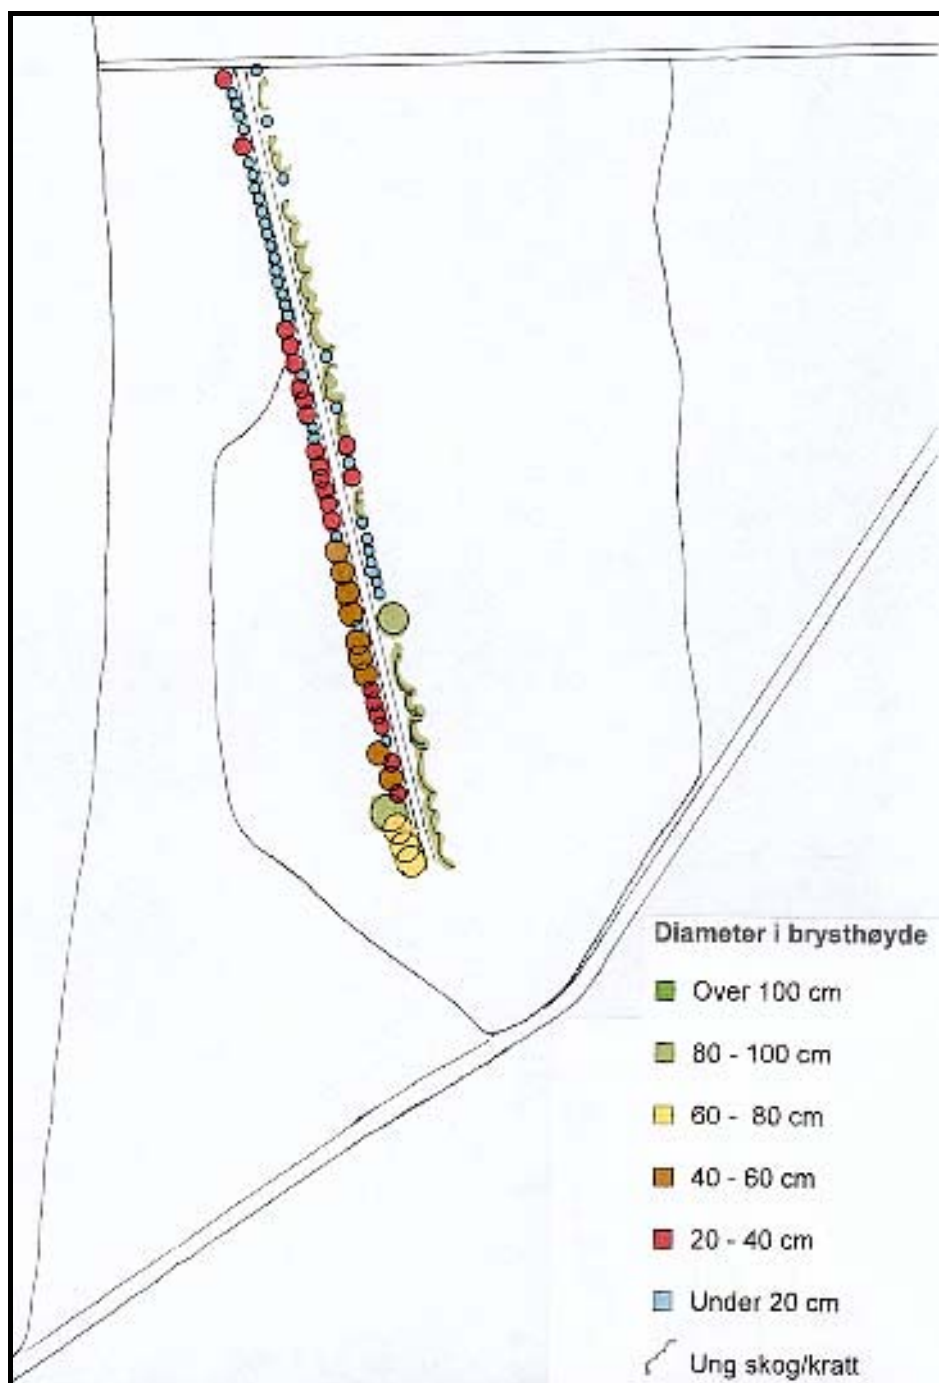 Diameter i brysthøyde
Over 100 cm
80 - 100 cm
60 - 80 cm
40 - 60 cm
20 - 40 cm
Under 20 cm
Ung skog/kratt